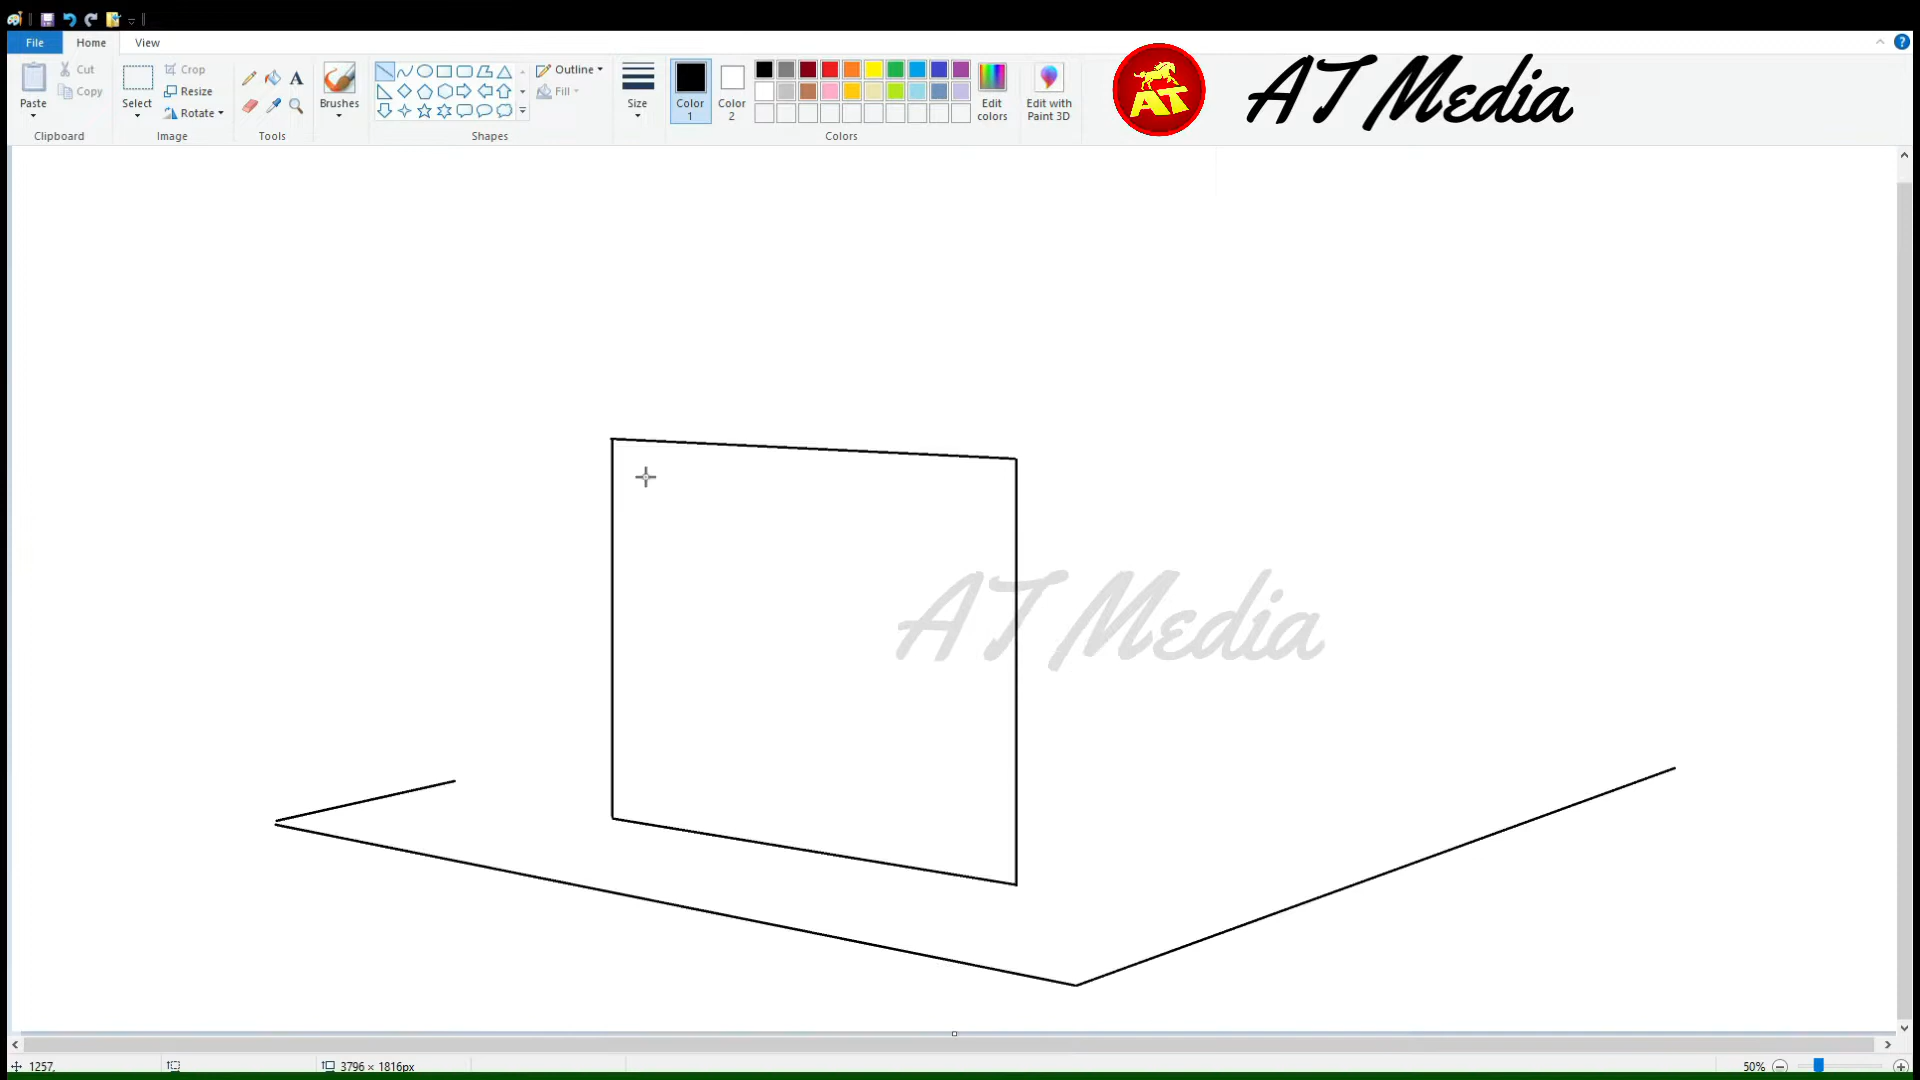 File Home View
Paste Cut Copy Clipboard
Select Crop Resize Rotate Image
A Tools
Brushes
Shapes Outline Fill
Size
Color 1 Color 2 Colors
Edit colors
Edit with Paint 3D
AT
AT Media
AT Media
1257,
3796 × 1816px
50%